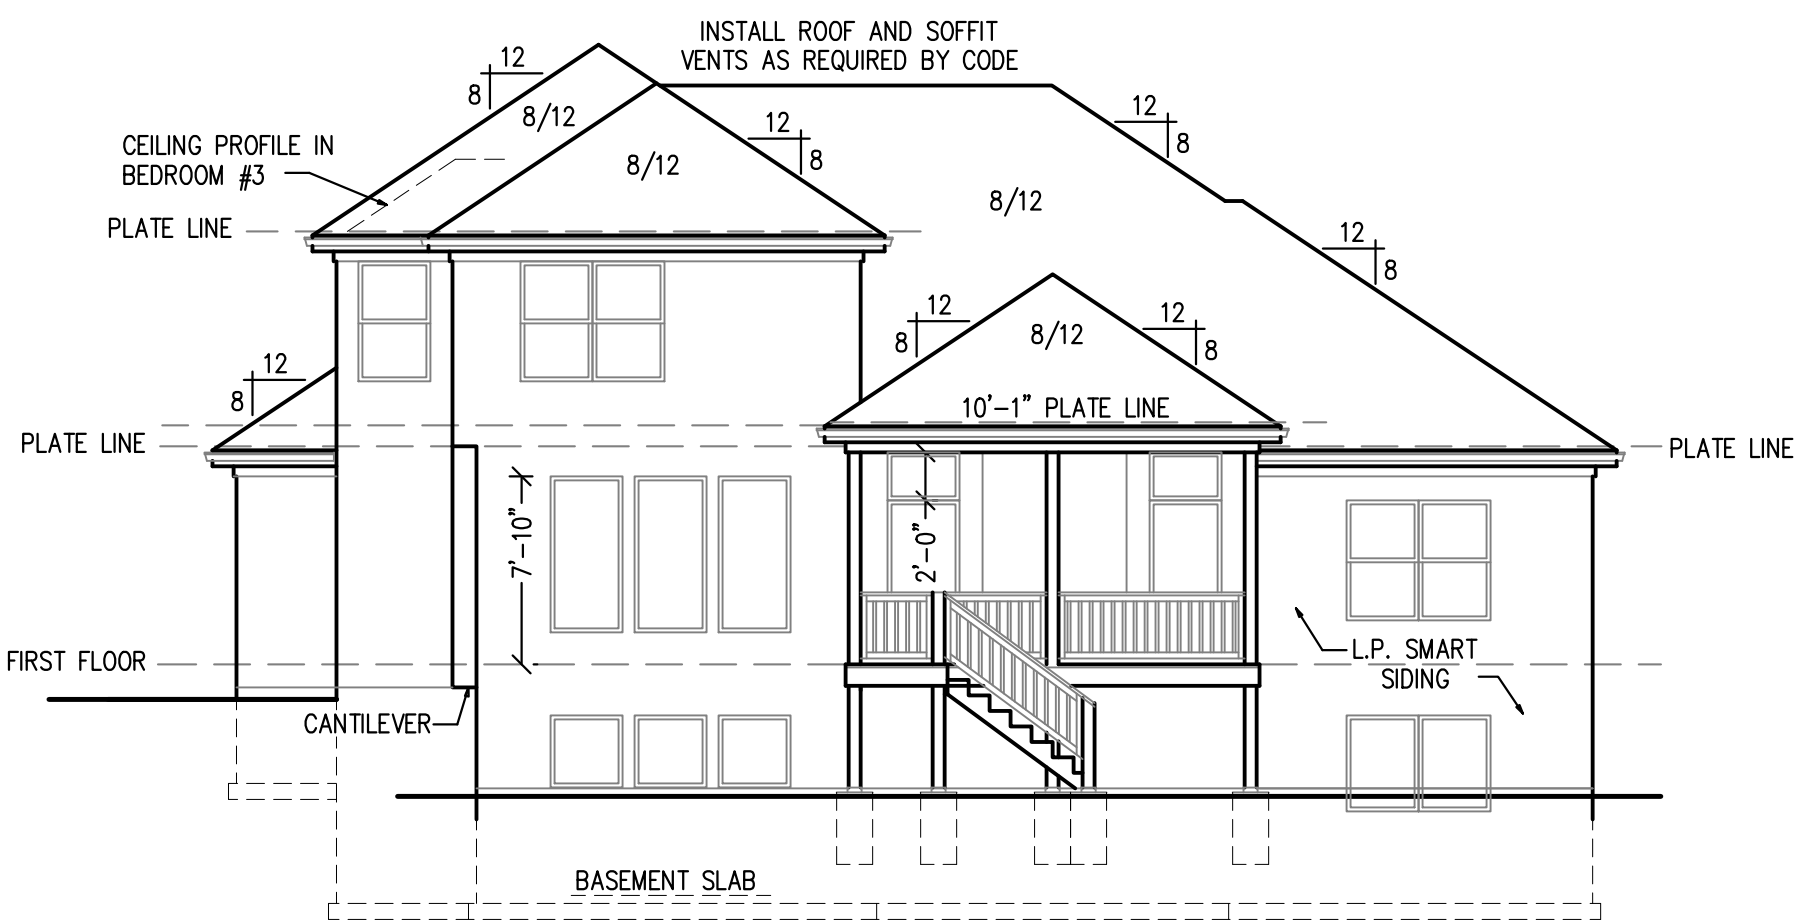 INSTALL ROOF AND SOFFIT
VENTS AS REQUIRED BY CODE
12
8
8/12
12
8
8/12
12
8
CEILING PROFILE IN
BEDROOM #3
8/12
PLATE LINE
12
8
12
8
12
8
8/12
12
8
10'-1" PLATE LINE
PLATE LINE
PLATE LINE
7'-10"
2'-0"
FIRST FLOOR
L.P. SMART
SIDING
CANTILEVER
BASEMENT SLAB